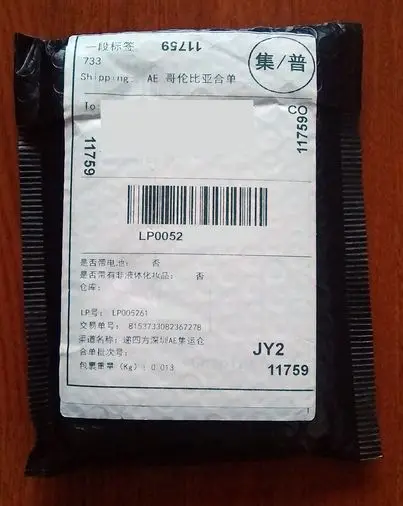 一段标签
11759
集/普
733
Shipping: AE 哥伦比亚合单
To
CO
11759
11759
LP0052
是否带电池: 否
是否带有非液体化妆品: 否
仓库:
LP号: LP005261
交易单号: 8153733082367278
渠道名称: 递四方深圳AE集运仓
合单批次号:
JY2
包裹重量 (Kg): 0.013
11759